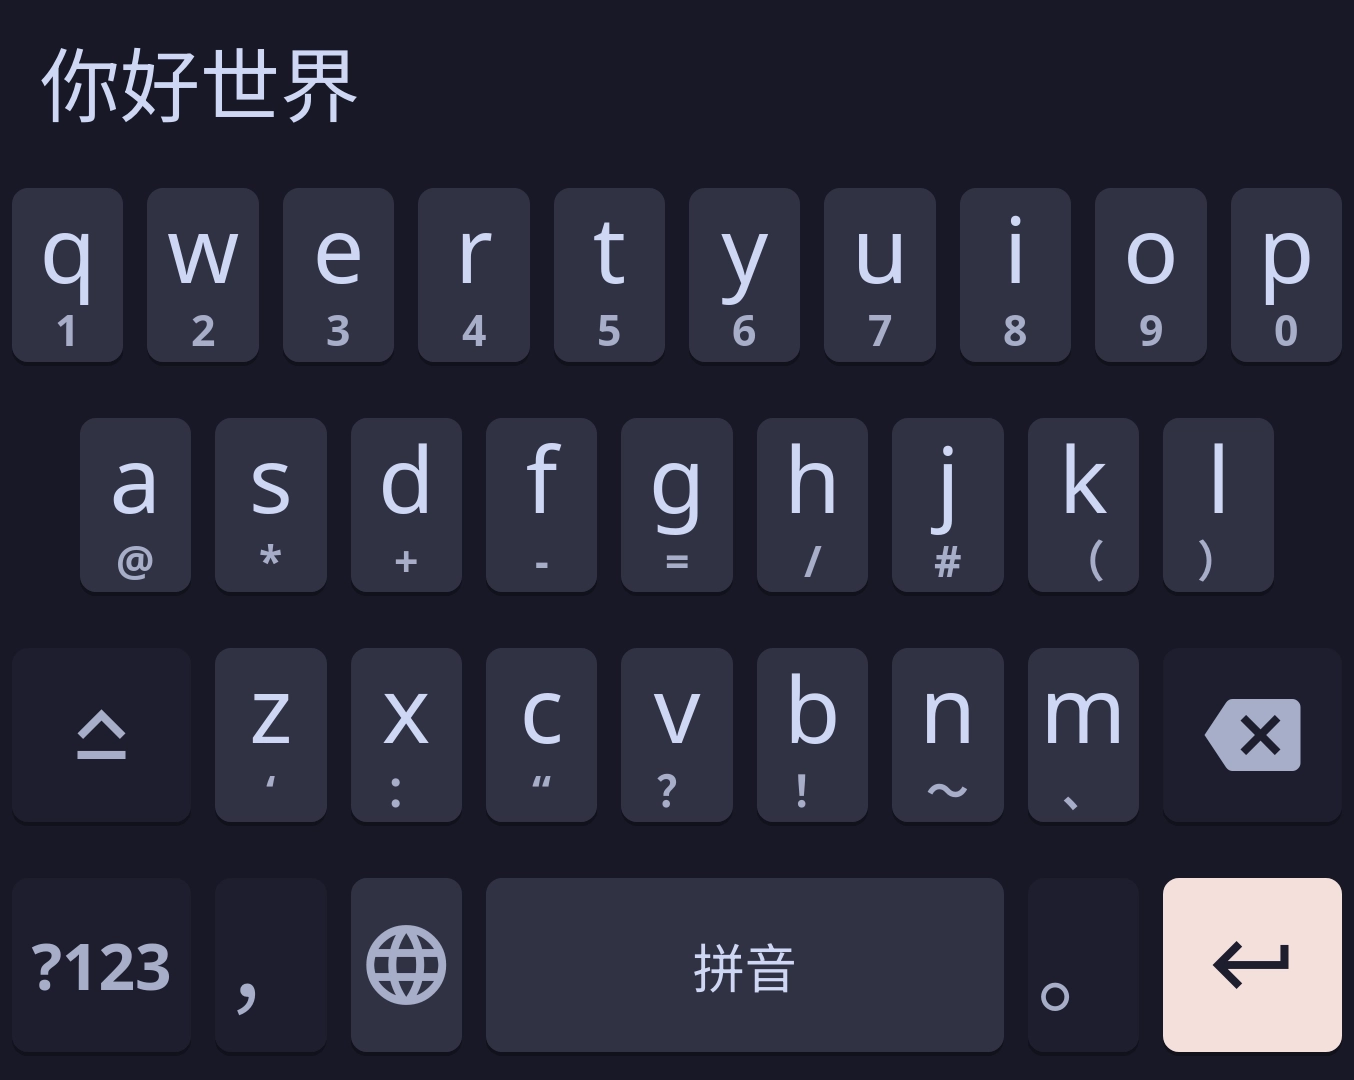 你好世界
q w e r t y u i o p
1 2 3 4 5 6 7 8 9 0
a s d f g h j k l
@ * + - = / # （ ）
z x c v b n m
‘ ： “ ？ ！ ～ 、
?123 ， 拼音 。